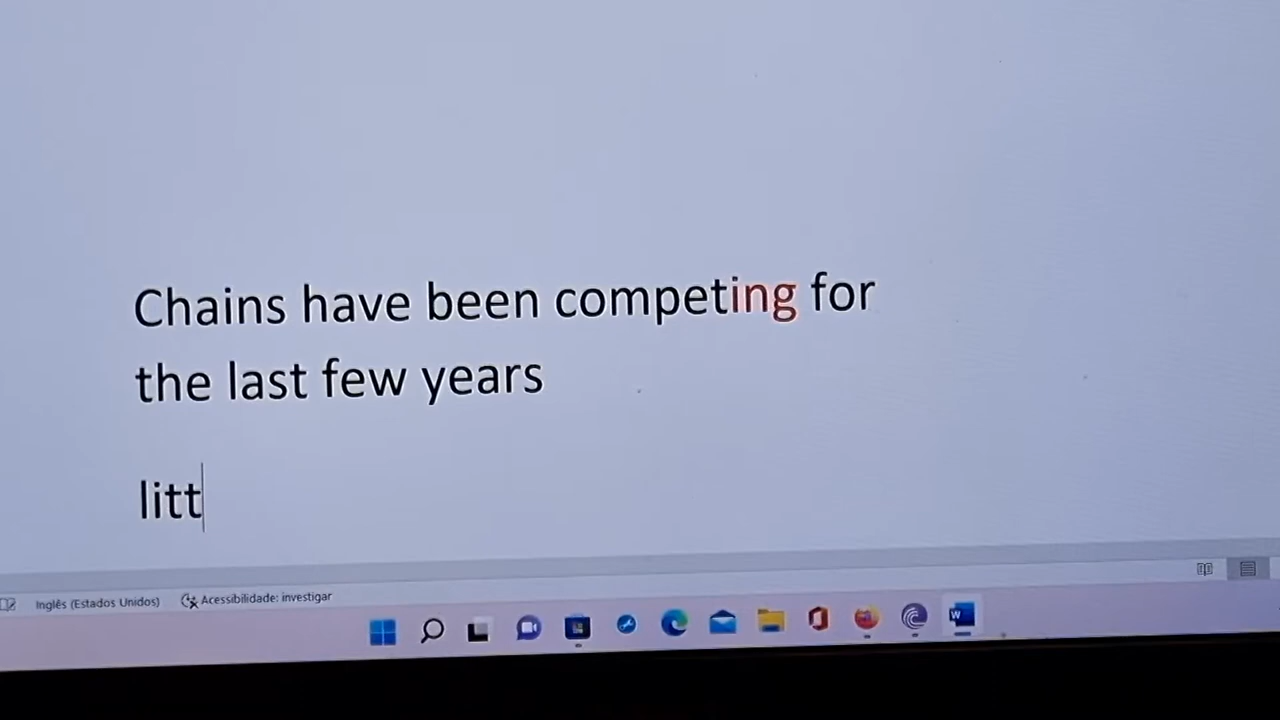 Chains have been competing for
the last few years
litt
Inglês (Estados Unidos) Acessibilidade: investigar